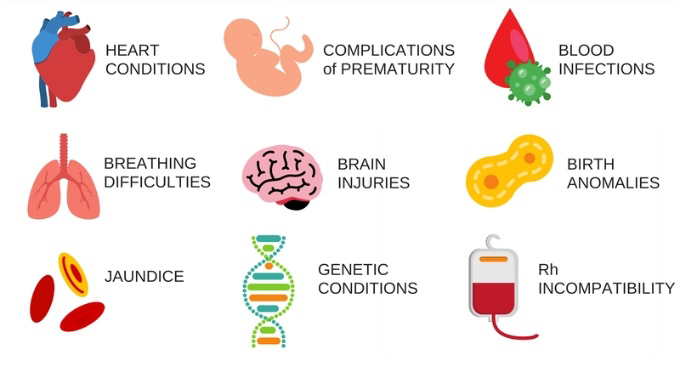 HEART
CONDITIONS
COMPLICATIONS
of PREMATURITY
BLOOD
INFECTIONS
BREATHING
DIFFICULTIES
BRAIN
INJURIES
BIRTH
ANOMALIES
JAUNDICE
GENETIC
CONDITIONS
Rh
INCOMPATIBILITY